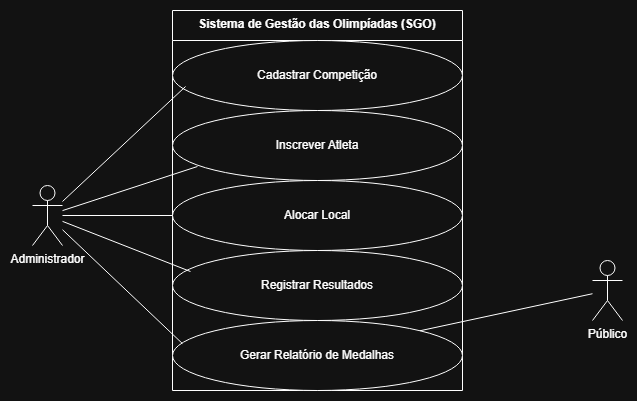 Sistema de Gestão das Olimpíadas (SGO)
Cadastrar Competição
Inscrever Atleta
Alocar Local
Administrador
Registrar Resultados
Público
Gerar Relatório de Medalhas